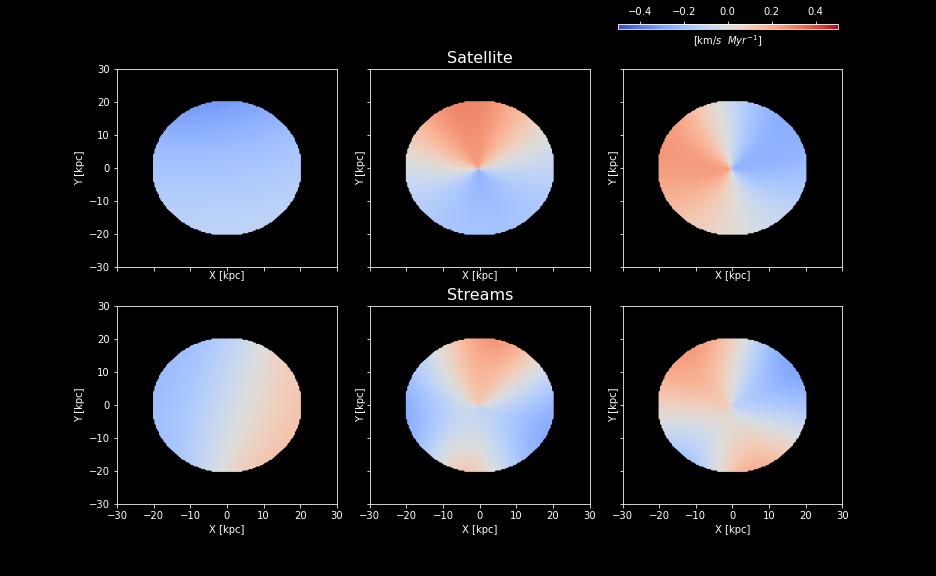 −0.4 −0.2 0.0 0.2 0.4
[km/s Myr⁻¹]
Satellite
30
20
10
0
−10
−20
−30
Y [kpc]
Y [kpc]
Y [kpc]
X [kpc] X [kpc] X [kpc]
Streams
30
20
10
0
−10
−20
−30
Y [kpc]
Y [kpc]
Y [kpc]
−30 −20 −10 0 10 20 30 −30 −20 −10 0 10 20 30 −30 −20 −10 0 10 20 30
X [kpc] X [kpc] X [kpc]